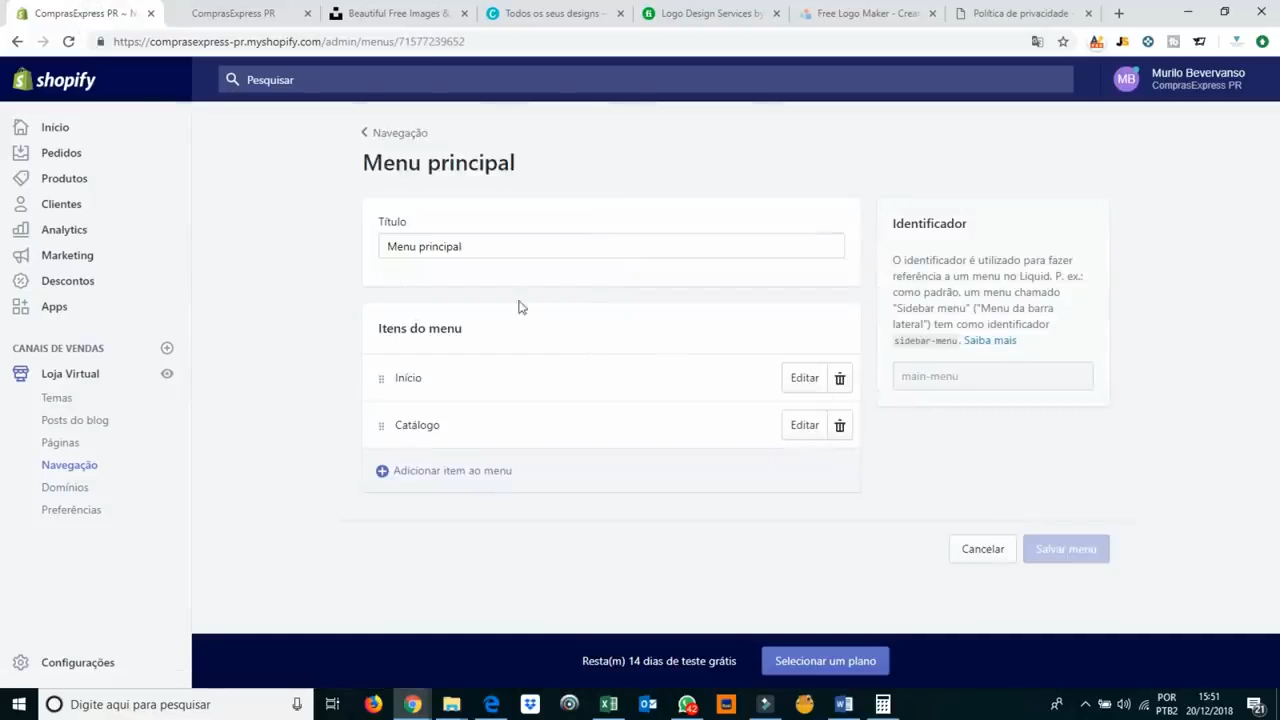 ComprasExpress PR ~ N
ComprasExpress PR
Beautiful Free Images &
Todos os seus designs –
Logo Design Services by
Free Logo Maker - Crea
Política de privacidade -
https://comprasexpress-pr.myshopify.com/admin/menus/71577239652
shopify
Pesquisar
MB
Murilo Bevervanso
ComprasExpress PR
Início
Pedidos
Produtos
Clientes
Analytics
Marketing
Descontos
Apps
CANAIS DE VENDAS
Loja Virtual
Temas
Posts do blog
Páginas
Navegação
Domínios
Preferências
Configurações
Navegação
Menu principal
Título
Menu principal
Itens do menu
Início
Editar
Catálogo
Editar
Adicionar item ao menu
Identificador
O identificador é utilizado para fazer
referência a um menu no Liquid. P. ex.:
como padrão, um menu chamado
"Sidebar menu" ("Menu da barra
lateral") tem como identificador
sidebar-menu. Saiba mais
main-menu
Cancelar
Salvar menu
Resta(m) 14 dias de teste grátis
Selecionar um plano
Digite aqui para pesquisar
42
POR
PTB2
15:51
20/12/2018
21